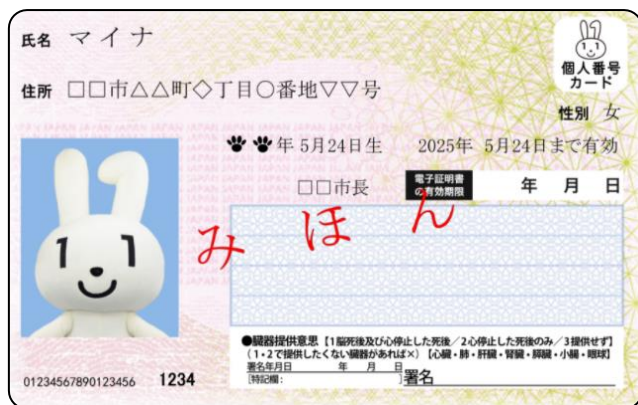 氏名 マイナ
個人番号
カード
住所 □□市△△町◇丁目○番地▽▽号
性別 女
年 5月24日生 2025年 5月24日まで有効
□□市長 電子証明書の有効期限 年 月 日
みほん
●臓器提供意思【1脳死後及び心停止した死後/2心停止した死後のみ/3提供せず】
(1・2で提供したくない臓器があれば×)【心臓・肺・肝臓・腎臓・膵臓・小腸・眼球】
署名年月日 年 月 日
[特記欄: ]署名
01234567890123456 1234